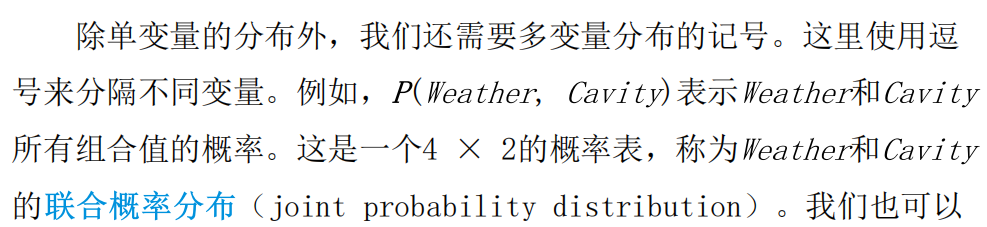 除单变量的分布外，我们还需要多变量分布的记号。这里使用逗
号来分隔不同变量。例如，P(Weather, Cavity)表示Weather和Cavity
所有组合值的概率。这是一个4 × 2的概率表，称为Weather和Cavity
的联合概率分布（joint probability distribution）。我们也可以